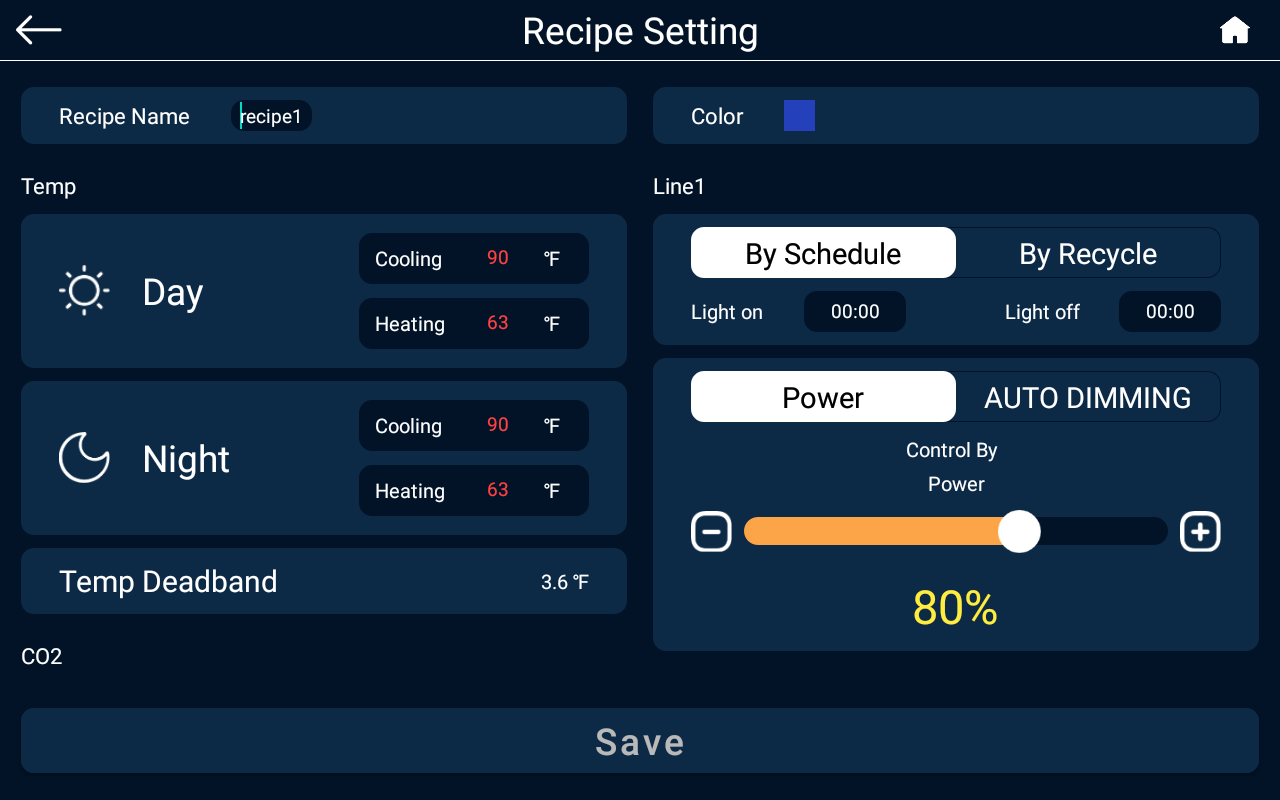 Recipe Setting
Recipe Name recipe1
Color
Temp
Day
Cooling 90 °F
Heating 63 °F
Night
Cooling 90 °F
Heating 63 °F
Temp Deadband 3.6 °F
CO2
Line1
By Schedule By Recycle
Light on 00:00 Light off 00:00
Power AUTO DIMMING
Control By
Power
80%
Save